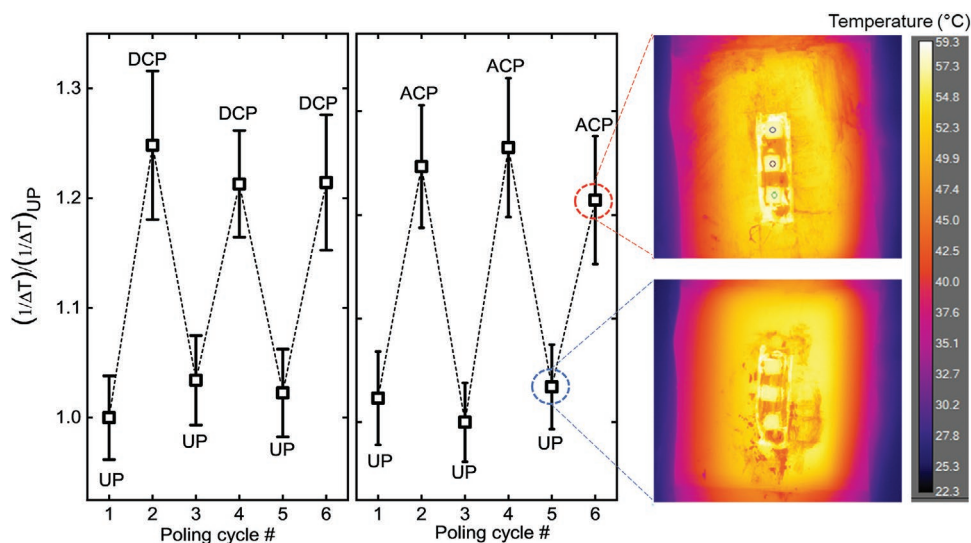 Temperature (°C)
(1/ΔT)/(1/ΔT)UP
1.3
1.2
1.1
1.0
DCP
DCP
DCP
UP
UP
UP
1 2 3 4 5 6
Poling cycle #
ACP
ACP
ACP
UP
UP
UP
1 2 3 4 5 6
Poling cycle #
59.3
57.3
54.8
52.4
49.9
47.5
45.0
42.5
40.0
37.6
35.1
32.7
30.2
27.8
25.3
22.3